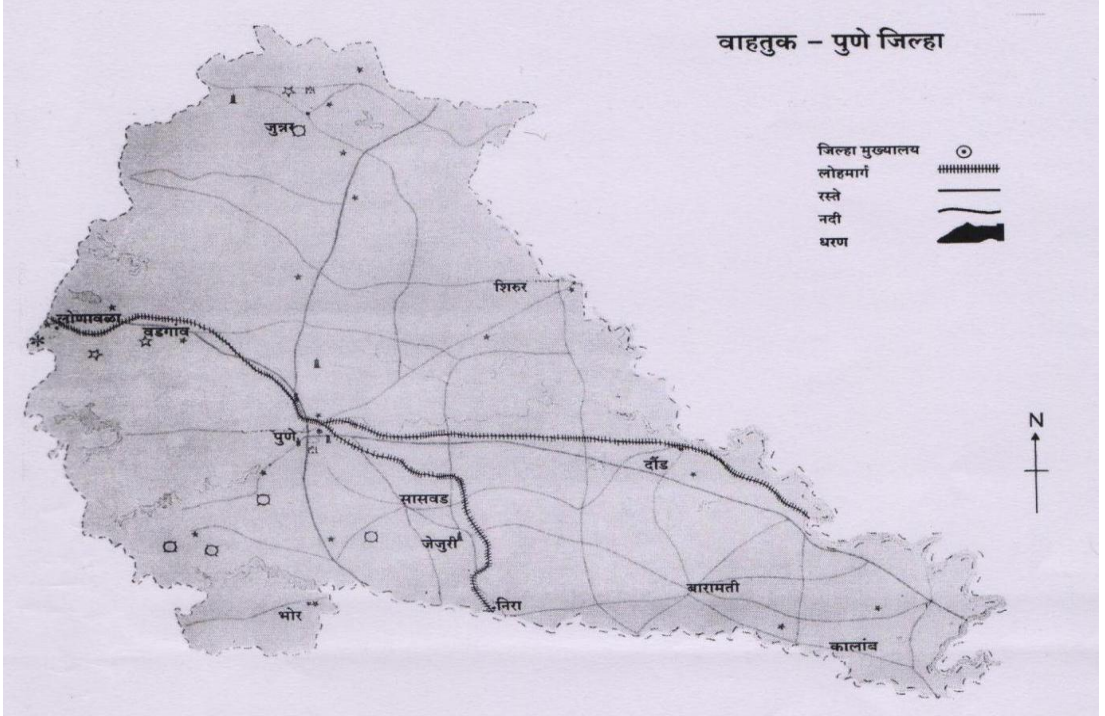 वाहतुक – पुणे जिल्हा
जिल्हा मुख्यालय
लोहमार्ग
रस्ते
नदी
धरण
N
जुन्नर
शिरुर
लोणावळा
वडगांव
पुणे
दौंड
सासवड
जेजुरी
बारामती
निरा
भोर
कालांब